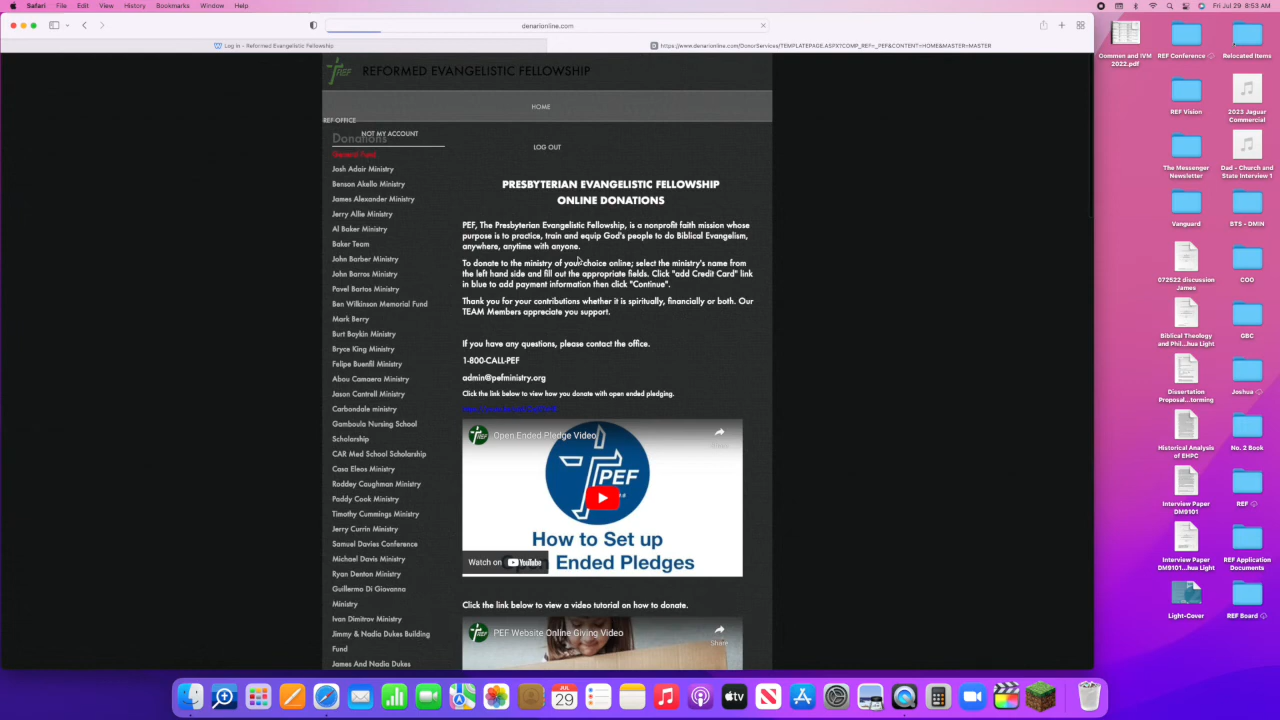 Safari File Edit View History Bookmarks Window Help
Fri Jul 29 8:53 AM
denarionline.com
Log In - Reformed Evangelistic Fellowship
https://www.denarionline.com/DonorServices/TEMPLATEPAGE.ASPX?COMP_REF=_PEF&CONTENT=HOME&MASTER=MASTER
REFORMED EVANGELISTIC FELLOWSHIP
HOME
REF OFFICE
NOT MY ACCOUNT
LOG OUT
Donations
General Fund
Josh Adair Ministry
Benson Akello Ministry
James Alexander Ministry
Jerry Allie Ministry
Al Baker Ministry
Baker Team
John Barber Ministry
John Barros Ministry
Pavel Bartos Ministry
Ben Wilkinson Memorial Fund
Mark Berry
Burt Boykin Ministry
Bryce King Ministry
Felipe Buenfil Ministry
Abou Camaera Ministry
Jason Cantrell Ministry
Carbondale ministry
Gamboula Nursing School
Scholarship
CAR Med School Scholarship
Casa Eleos Ministry
Roddey Caughman Ministry
Paddy Cook Ministry
Timothy Cummings Ministry
Jerry Currin Ministry
Samuel Davies Conference
Michael Davis Ministry
Ryan Denton Ministry
Guillermo Di Giovanna
Ministry
Ivan Dimitrov Ministry
Jimmy & Nadia Dukes Building
Fund
James And Nadia Dukes
PRESBYTERIAN EVANGELISTIC FELLOWSHIP
ONLINE DONATIONS
PEF, The Presbyterian Evangelistic Fellowship, is a nonprofit faith mission whose
purpose is to practice, train and equip God's people to do Biblical Evangelism,
anywhere, anytime with anyone.
To donate to the ministry of your choice online; select the ministry's name from
the left hand side and fill out the appropriate fields. Click "add Credit Card" link
in blue to add payment information then click "Continue".
Thank you for your contributions whether it is spiritually, financially or both. Our
TEAM Members appreciate you support.
If you have any questions, please contact the office.
1-800-CALL-PEF
admin@pefministry.org
Click the link below to view how you donate with open ended pledging.
Open Ended Pledge Video
PEF
How to Set up
Open Ended Pledges
Watch on YouTube
Click the link below to view a video tutorial on how to donate.
PEF Website Online Giving Video
Share
Oommen and IVM
2022.pdf
REF Conference
Relocated Items
REF Vision
2023 Jaguar
Commercial
The Messenger
Newsletter
Dad - Church and
State Interview 1
Vanguard
BTS - DMIN
072522 discussion
James
COO
Biblical Theology
and Phil...hua Light
GBC
Dissertation
Proposal...torming
Joshua
Historical Analysis
of EHPC
No. 2 Book
Interview Paper
DM9101
REF
Interview Paper
DM9101...hua Light
REF Application
Documents
Light-Cover
REF Board
JUL
29
tv